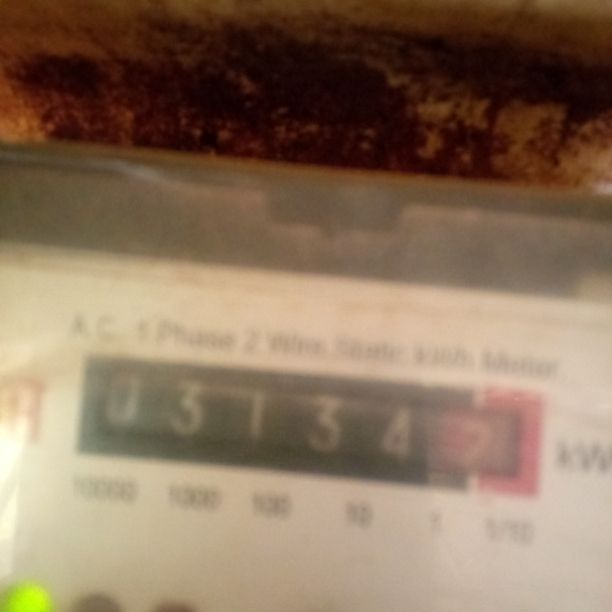 A.C. 1 Phase 2 Wire Static kWh Meter
0 3 1 3 4
kW
10000 1000 100 10 1 1/10